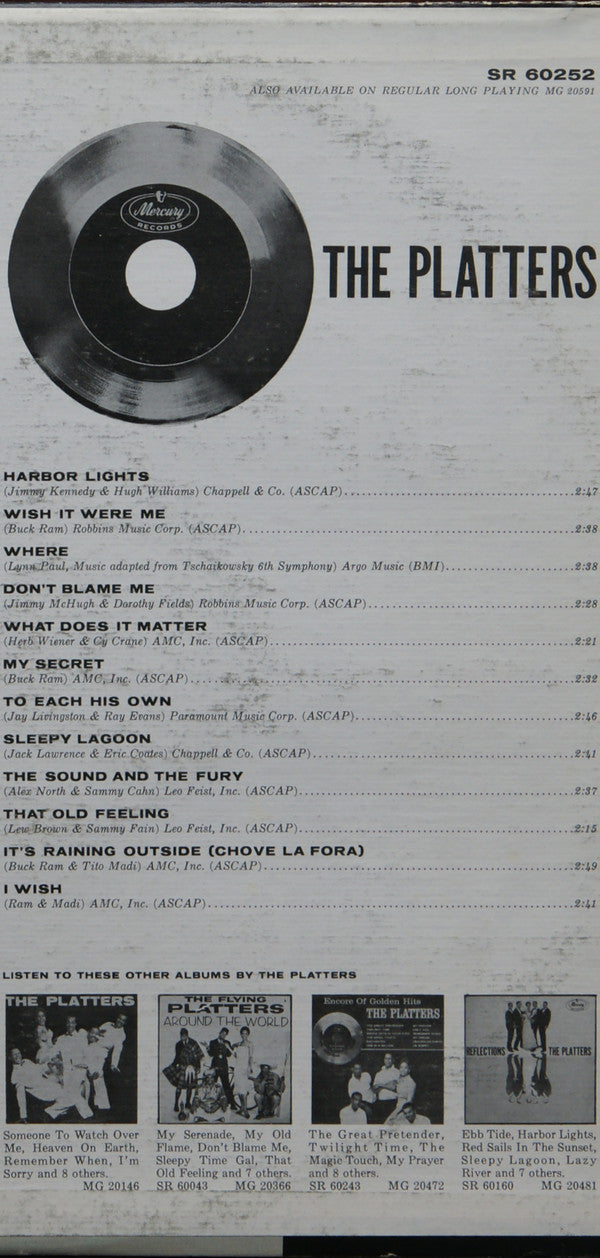 SR 60252
ALSO AVAILABLE ON REGULAR LONG PLAYING MG 20591
Mercury
RECORDS
THE PLATTERS
HARBOR LIGHTS
(Jimmy Kennedy & Hugh Williams) Chappell & Co. (ASCAP)........2:47
WISH IT WERE ME
(Buck Ram) Robbins Music Corp. (ASCAP)........2:38
WHERE
(Lynn Paul, Music adapted from Tschaikowsky 6th Symphony) Argo Music (BMI)........2:38
DON'T BLAME ME
(Jimmy McHugh & Dorothy Fields) Robbins Music Corp. (ASCAP)........2:28
WHAT DOES IT MATTER
(Herb Wiener & Cy Crane) AMC, Inc. (ASCAP)........2:21
MY SECRET
(Buck Ram) AMC, Inc. (ASCAP)........2:32
TO EACH HIS OWN
(Jay Livingston & Ray Evans) Paramount Music Corp. (ASCAP)........2:46
SLEEPY LAGOON
(Jack Lawrence & Eric Coates) Chappell & Co. (ASCAP)........2:41
THE SOUND AND THE FURY
(Alex North & Sammy Cahn) Leo Feist, Inc. (ASCAP)........2:37
THAT OLD FEELING
(Lew Brown & Sammy Fain) Leo Feist, Inc. (ASCAP)........2:15
IT'S RAINING OUTSIDE (CHOVE LA FORA)
(Buck Ram & Tito Madi) AMC, Inc. (ASCAP)........2:49
I WISH
(Ram & Madi) AMC, Inc. (ASCAP)........2:41
LISTEN TO THESE OTHER ALBUMS BY THE PLATTERS
THE PLATTERS
Someone To Watch Over
Me, Heaven On Earth,
Remember When, I'm
Sorry and 8 others.
MG 20146
THE FLYING
PLATTERS
AROUND THE WORLD
My Serenade, My Old
Flame, Don't Blame Me,
Sleepy Time Gal, That
Old Feeling and 7 others.
SR 60043 MG 20366
Encore Of Golden Hits
THE PLATTERS
The Great Pretender,
Twilight Time, The
Magic Touch, My Prayer
and 8 others.
SR 60243 MG 20472
REFLECTIONS THE PLATTERS
Ebb Tide, Harbor Lights,
Red Sails In The Sunset,
Sleepy Lagoon, Lazy
River and 7 others.
SR 60160 MG 20481